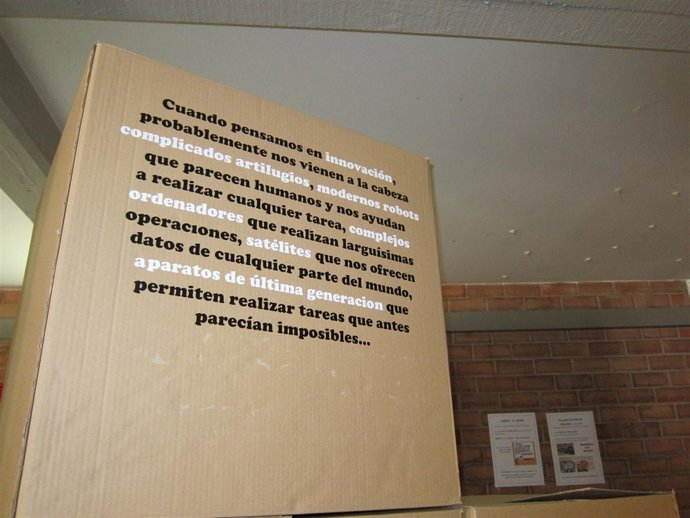 Cuando pensamos en innovación,
probablemente nos vienen a la cabeza
complicados artilugios, modernos robots
que parecen humanos y nos ayudan
a realizar cualquier tarea, complejos
ordenadores que realizan larguísimas
operaciones, satélites que nos ofrecen
datos de cualquier parte del mundo,
aparatos de última generacion que
permiten realizar tareas que antes
parecían imposibles...